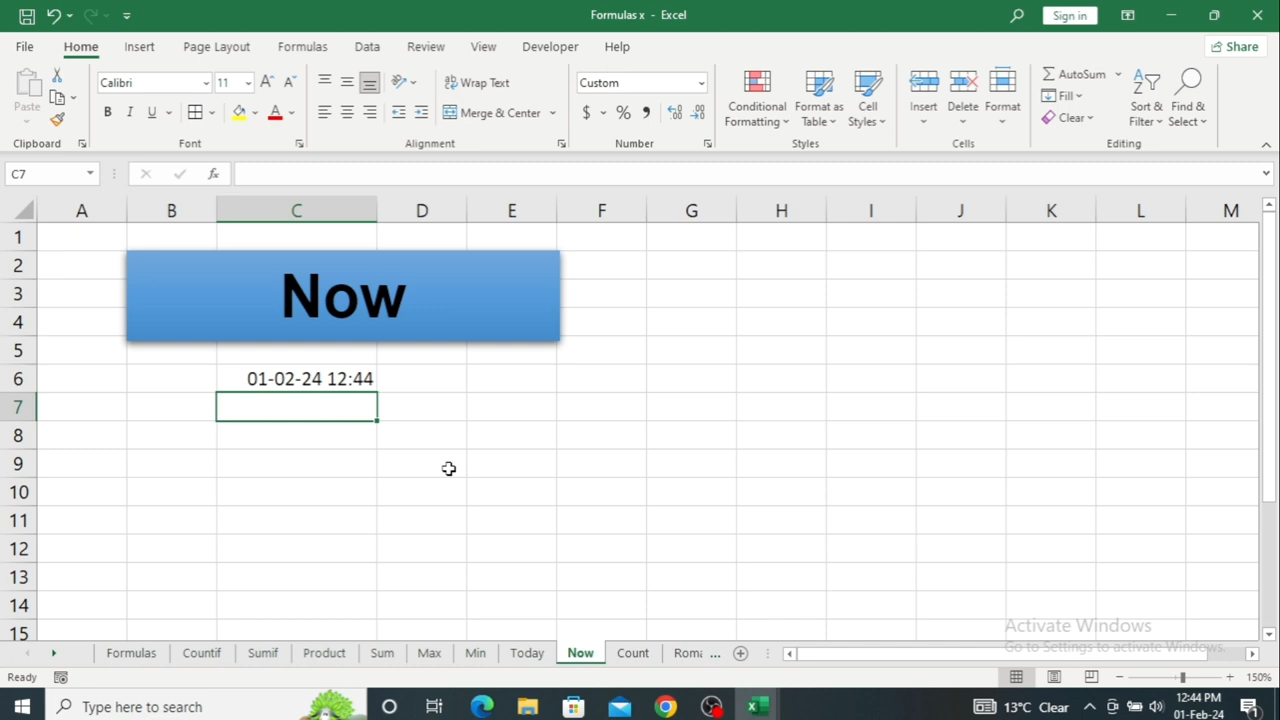 Formulas x - Excel
Sign in
File Home Insert Page Layout Formulas Data Review View Developer Help
Share
Paste
Calibri 11
Wrap Text
Custom
Merge & Center
Conditional Formatting
Format as Table
Cell Styles
Insert
Delete
Format
AutoSum
Fill
Clear
Sort & Filter
Find & Select
Clipboard Font Alignment Number Styles Cells Editing
C7
fx
A B C D E F G H I J K L M
1
2
3
4
5
6
7
8
9
10
11
12
13
14
15
Now
01-02-24 12:44
Activate Windows
Go to Settings to activate Windows.
Formulas Countif Sumif Product Sum Max Min Today Now Count Roma ...
Ready
150%
Type here to search
13°C Clear
12:44 PM
01-Feb-24